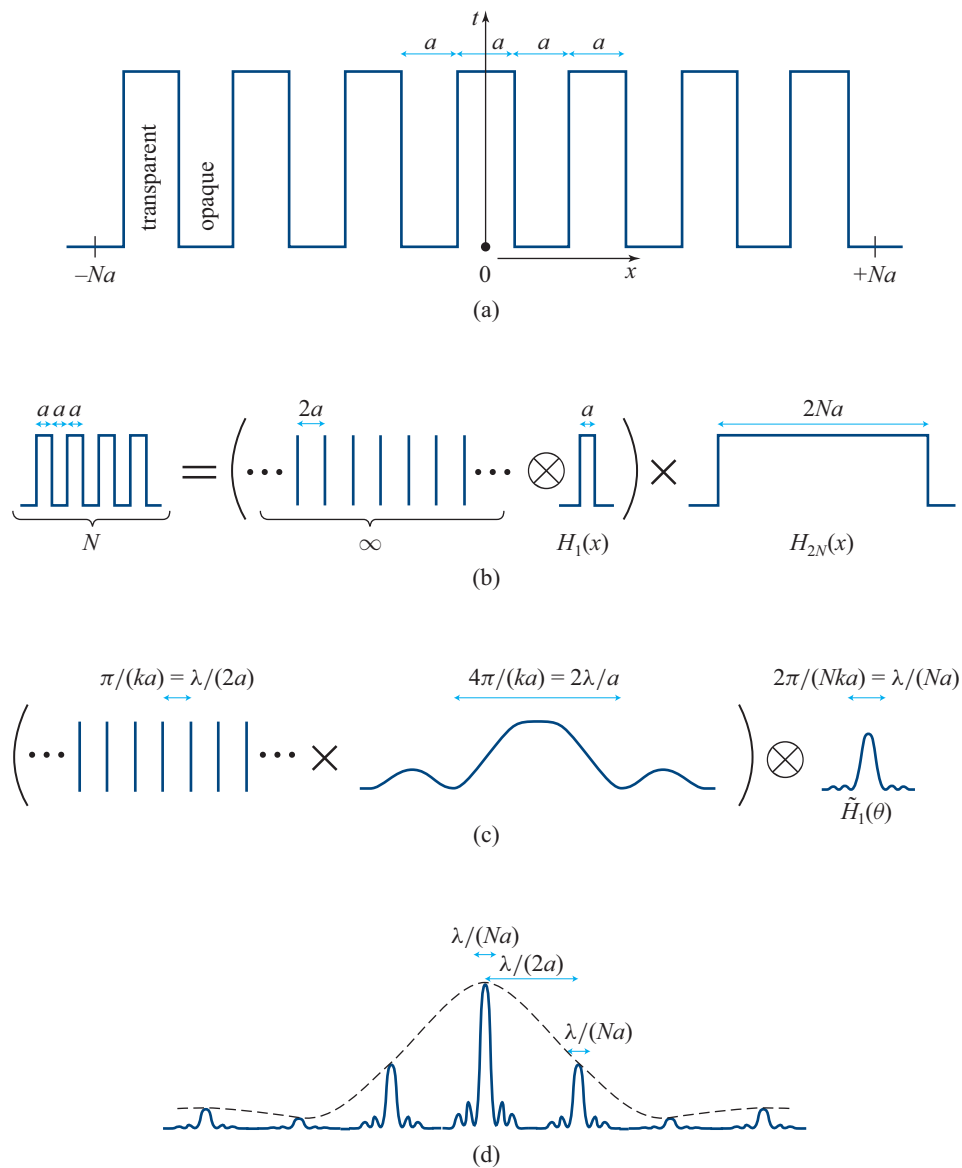 t
a a a a
transparent
opaque
–Na 0 x +Na
(a)
a a a 2a a 2Na
= ( ... ... ⊗ ) ×
N ∞ H₁(x) H₂N(x)
(b)
π/(ka) = λ/(2a) 4π/(ka) = 2λ/a 2π/(Nka) = λ/(Na)
( ... ... × ) ⊗
H̃₁(θ)
(c)
λ/(Na)
λ/(2a)
λ/(Na)
(d)